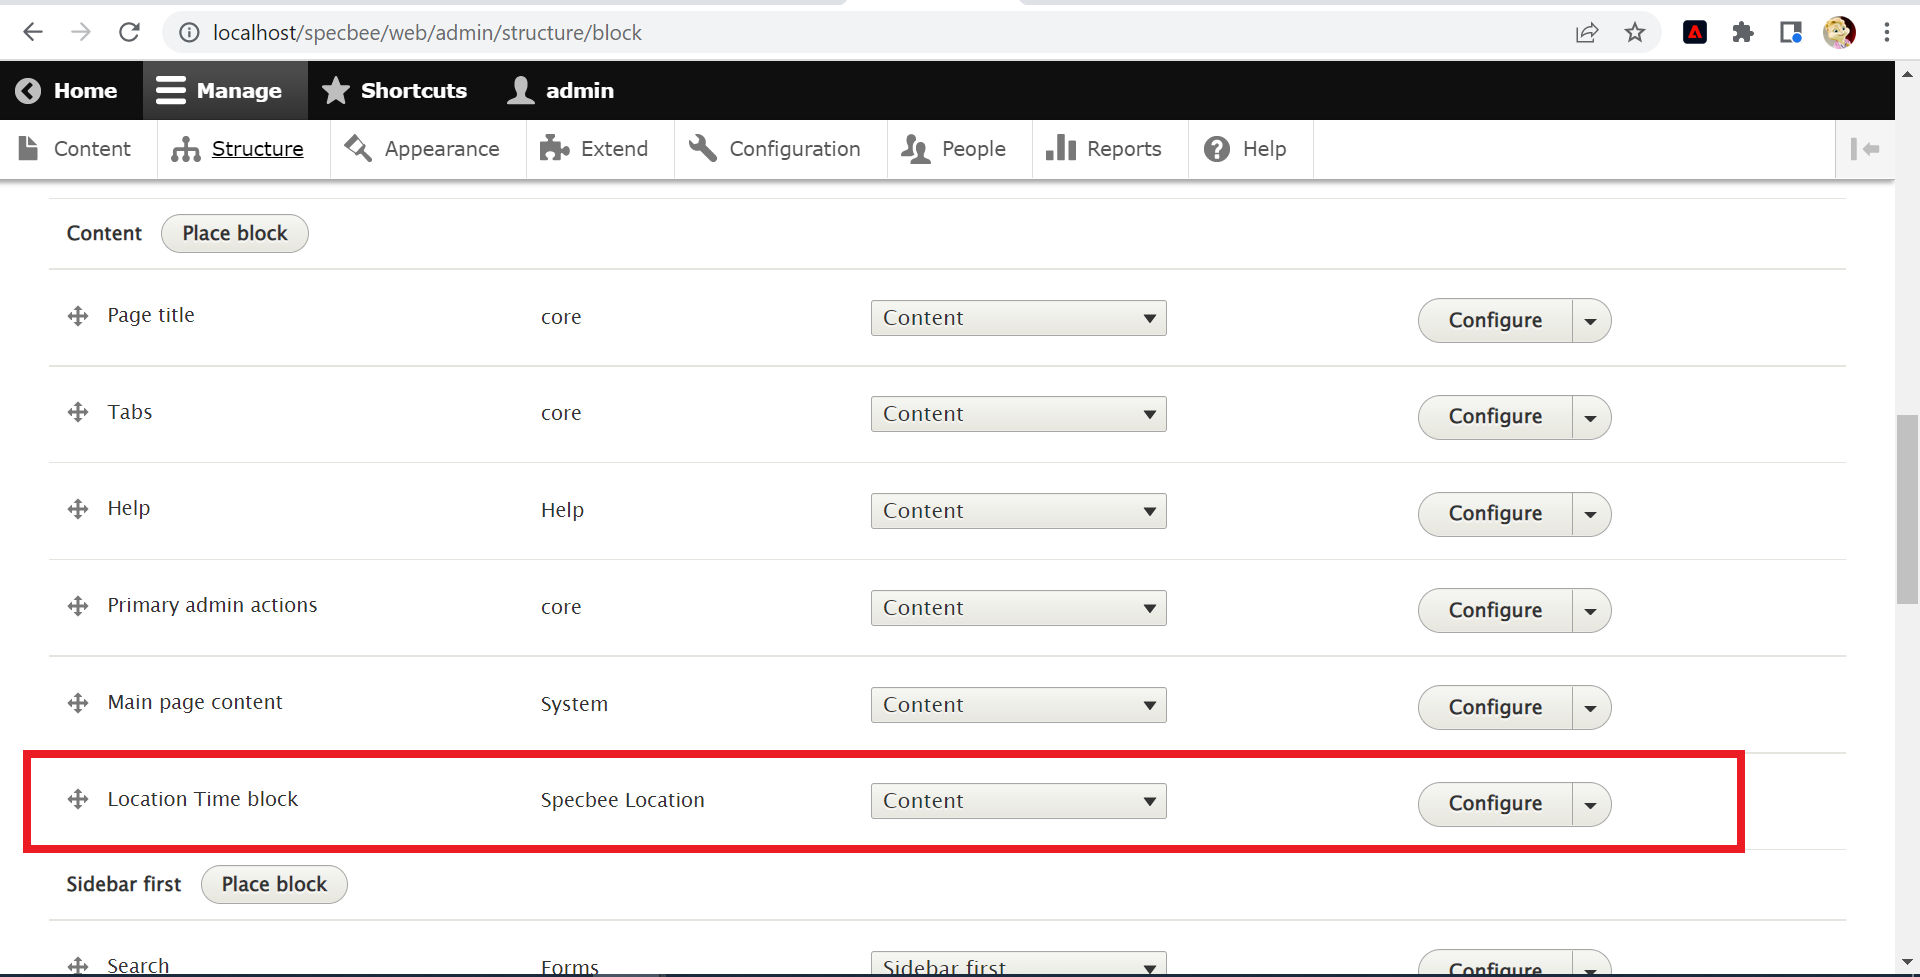 localhost/specbee/web/admin/structure/block
Home Manage Shortcuts admin
Content Structure Appearance Extend Configuration People Reports Help
Content Place block
Page title core Content Configure
Tabs core Content Configure
Help Help Content Configure
Primary admin actions core Content Configure
Main page content System Content Configure
Location Time block Specbee Location Content Configure
Sidebar first Place block
Search Forms Sidebar first Configure